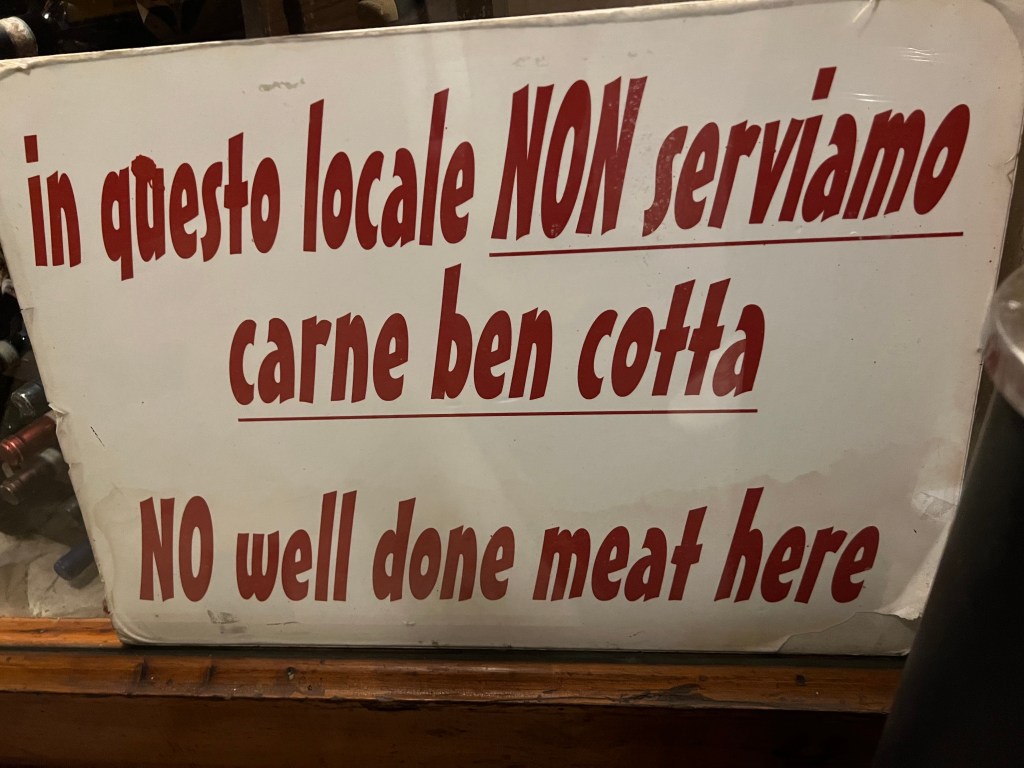 in questo locale NON serviamo
carne ben cotta
NO well done meat here